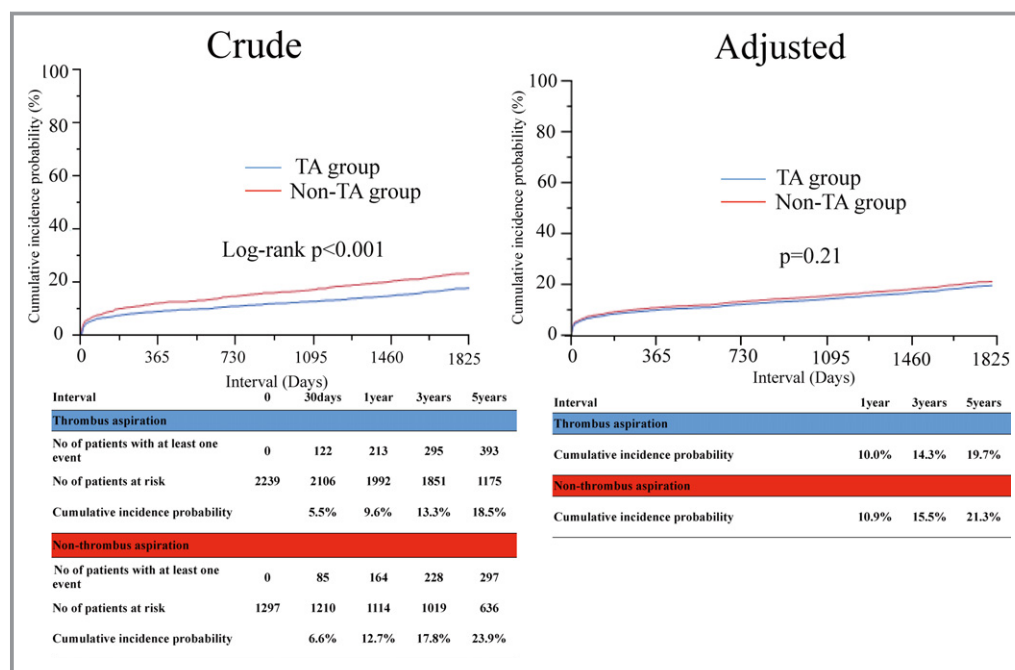 Crude
Adjusted
Cumulative incidence probability (%)
100
80
60
40
20
0
TA group
Non-TA group
Log-rank p<0.001
0 365 730 1095 1460 1825
Interval (Days)
Cumulative incidence probability (%)
100
80
60
40
20
0
TA group
Non-TA group
p=0.21
0 365 730 1095 1460 1825
Interval (Days)
Interval 0 30days 1year 3years 5years
Thrombus aspiration
No of patients with at least one
event 0 122 213 295 393
No of patients at risk 2239 2106 1992 1851 1175
Cumulative incidence probability 5.5% 9.6% 13.3% 18.5%
Non-thrombus aspiration
No of patients with at least one
event 0 85 164 228 297
No of patients at risk 1297 1210 1114 1019 636
Cumulative incidence probability 6.6% 12.7% 17.8% 23.9%
Interval 1year 3years 5years
Thrombus aspiration
Cumulative incidence probability 10.0% 14.3% 19.7%
Non-thrombus aspiration
Cumulative incidence probability 10.9% 15.5% 21.3%